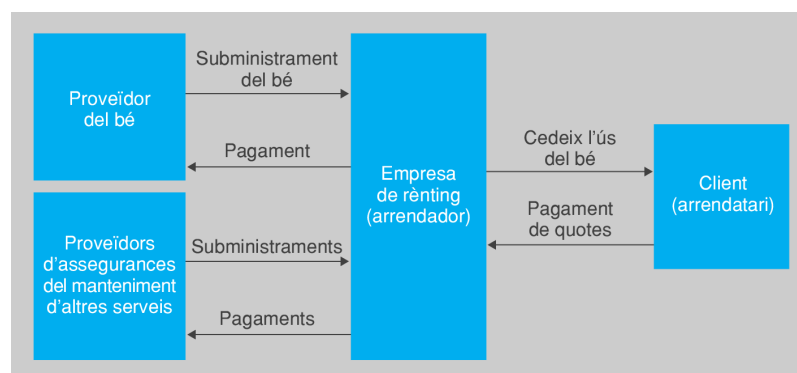 Proveïdor
del bé
Subministrament
del bé
Pagament
Proveïdors
d’assegurances
del manteniment
d’altres serveis
Subministraments
Pagaments
Empresa
de rènting
(arrendador)
Cedeix l’ús
del bé
Pagament
de quotes
Client
(arrendatari)